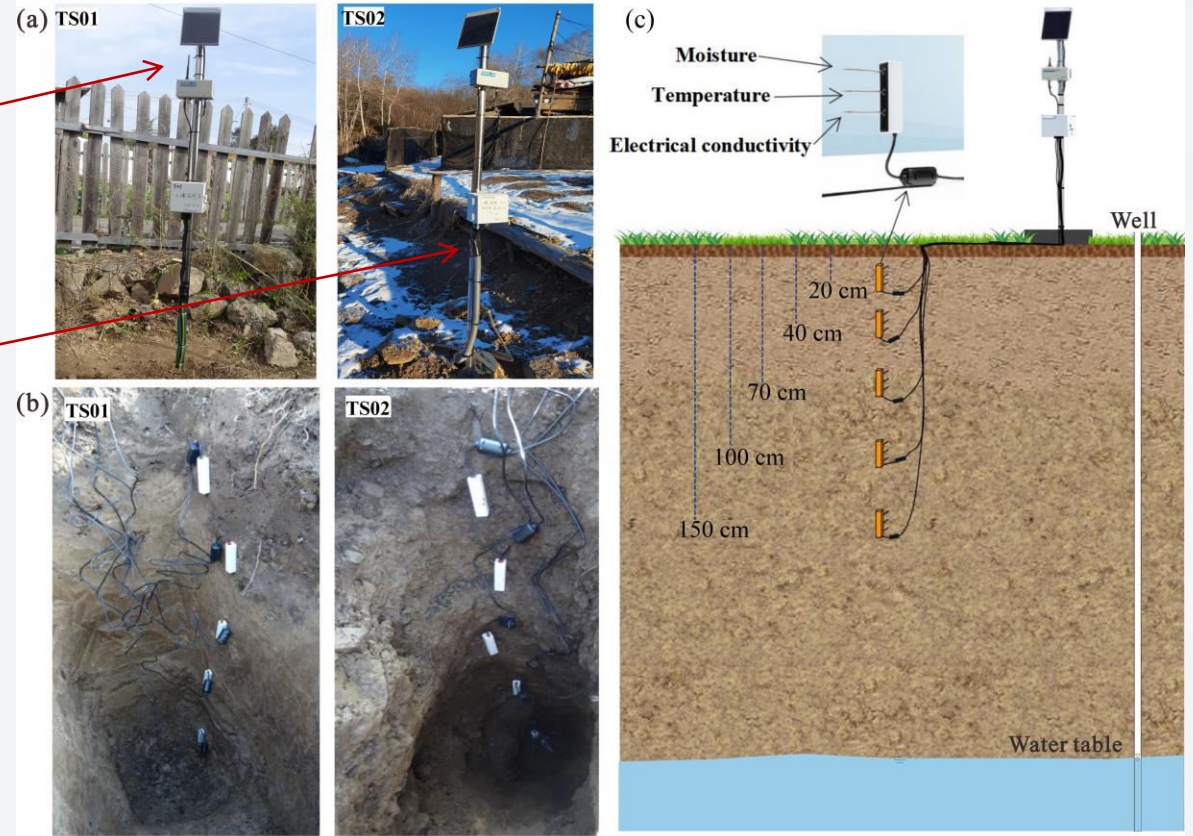 (a)
TS01
TS02
(b)
TS01
TS02
(c)
Moisture
Temperature
Electrical conductivity
Well
20 cm
40 cm
70 cm
100 cm
150 cm
Water table